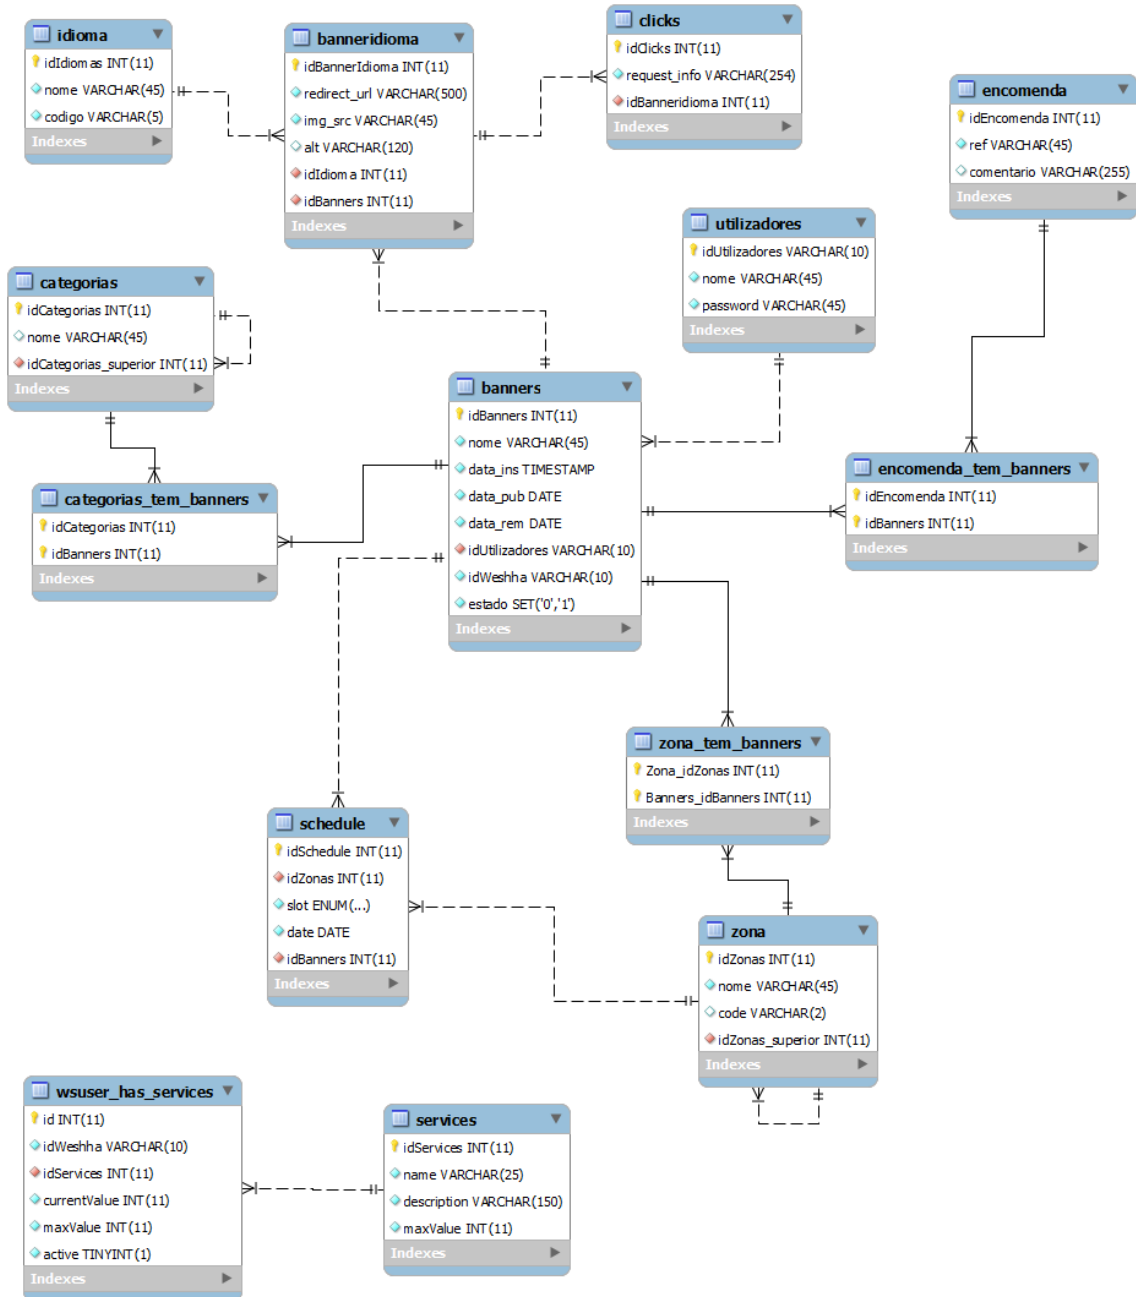 idioma
idIdiomas INT(11)
nome VARCHAR(45)
codigo VARCHAR(5)
Indexes
banneridioma
idBannerIdioma INT(11)
redirect_url VARCHAR(500)
img_src VARCHAR(45)
alt VARCHAR(120)
idIdioma INT(11)
idBanners INT(11)
Indexes
clicks
idClicks INT(11)
request_info VARCHAR(254)
idBanneridioma INT(11)
Indexes
encomenda
idEncomenda INT(11)
ref VARCHAR(45)
comentario VARCHAR(255)
Indexes
utilizadores
idUtilizadores VARCHAR(10)
nome VARCHAR(45)
password VARCHAR(45)
Indexes
categorias
idCategorias INT(11)
nome VARCHAR(45)
idCategorias_superior INT(11)
Indexes
banners
idBanners INT(11)
nome VARCHAR(45)
data_ins TIMESTAMP
data_pub DATE
data_rem DATE
idUtilizadores VARCHAR(10)
idWeshha VARCHAR(10)
estado SET('0','1')
Indexes
categorias_tem_banners
idCategorias INT(11)
idBanners INT(11)
Indexes
encomenda_tem_banners
idEncomenda INT(11)
idBanners INT(11)
Indexes
zona_tem_banners
Zona_idZonas INT(11)
Banners_idBanners INT(11)
Indexes
schedule
idSchedule INT(11)
idZonas INT(11)
slot ENUM(...)
date DATE
idBanners INT(11)
Indexes
zona
idZonas INT(11)
nome VARCHAR(45)
code VARCHAR(2)
idZonas_superior INT(11)
Indexes
wsuser_has_services
id INT(11)
idWeshha VARCHAR(10)
idServices INT(11)
currentValue INT(11)
maxValue INT(11)
active TINYINT(1)
Indexes
services
idServices INT(11)
name VARCHAR(25)
description VARCHAR(150)
maxValue INT(11)
Indexes